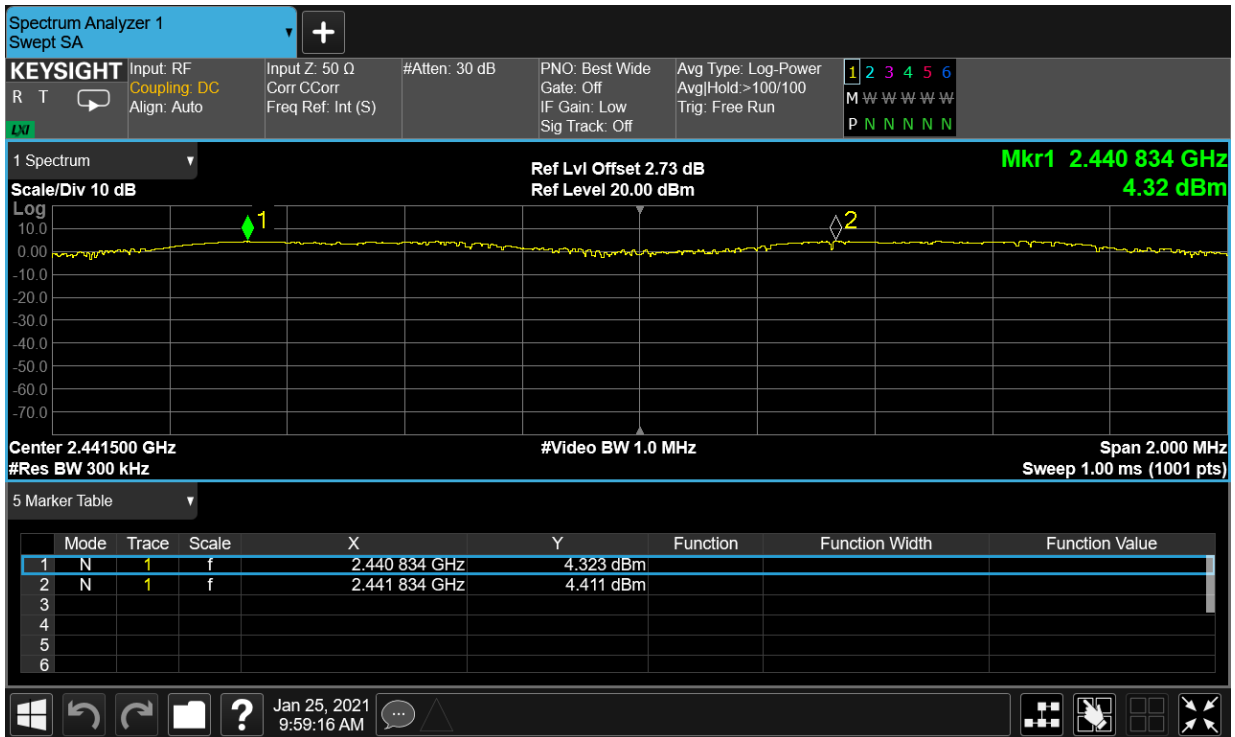 Spectrum Analyzer 1
Swept SA
+
KEYSIGHT Input: RF Input Z: 50 Ω #Atten: 30 dB PNO: Best Wide Avg Type: Log-Power 1 2 3 4 5 6
R T Coupling: DC Corr CCorr Gate: Off Avg|Hold:>100/100 M W W W W W
Align: Auto Freq Ref: Int (S) IF Gain: Low Trig: Free Run
LXI Sig Track: Off P N N N N N
1 Spectrum
Scale/Div 10 dB
Ref Lvl Offset 2.73 dB
Ref Level 20.00 dBm
Mkr1 2.440 834 GHz
4.32 dBm
Log
10.0
0.00
-10.0
-20.0
-30.0
-40.0
-50.0
-60.0
-70.0
1
2
Center 2.441500 GHz #Video BW 1.0 MHz Span 2.000 MHz
#Res BW 300 kHz Sweep 1.00 ms (1001 pts)
5 Marker Table
Mode Trace Scale X Y Function Function Width Function Value
1 N 1 f 2.440 834 GHz 4.323 dBm
2 N 1 f 2.441 834 GHz 4.411 dBm
3
4
5
6
? Jan 25, 2021
9:59:16 AM